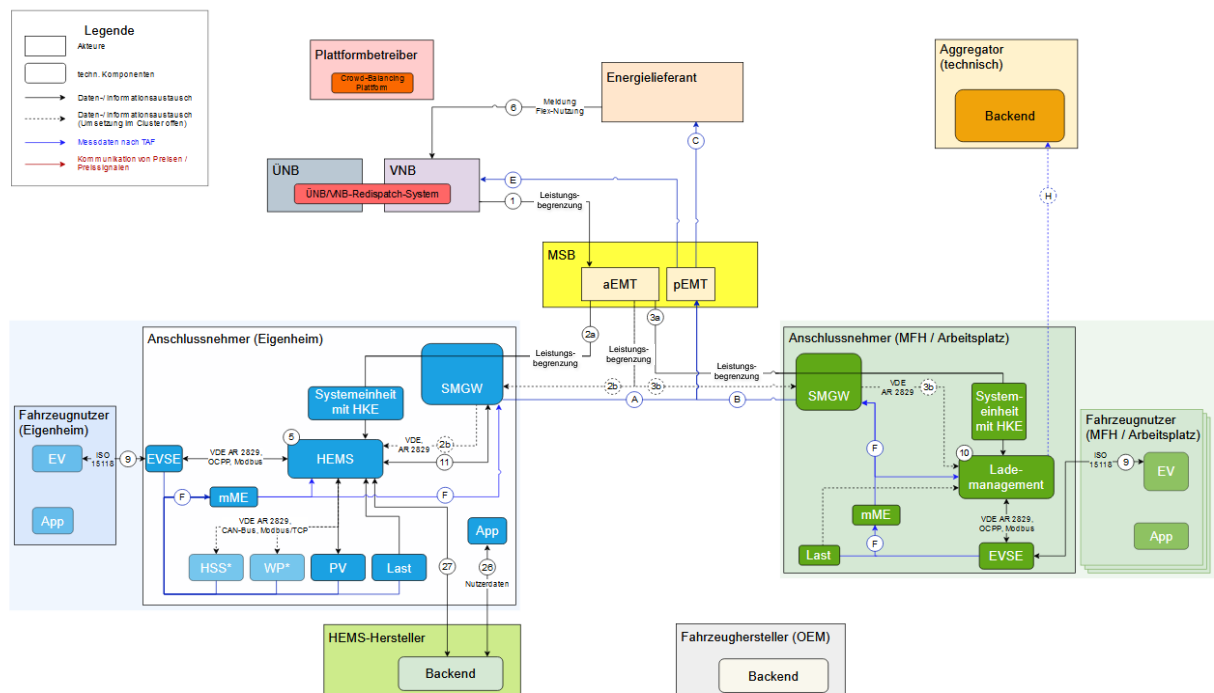 Legende
Akteure
techn. Komponenten
Daten-/ Informationsaustausch
Daten-/ Informationsaustausch
(Umsetzung im Cluster offen)
Messdaten nach TAF
Kommunikation von Preisen /
Preissignalen
Plattformbetreiber
Crowd-Balancing
Plattform
Energielieferant
Aggregator
(technisch)
Backend
6
Meldung
Flex-Nutzung
C
ÜNB
VNB
ÜNB/VNB-Redispatch-System
E
1
Leistungs-
begrenzung
H
MSB
aEMT
pEMT
2a
3a
Leistungs-
begrenzung
Leistungs-
begrenzung
Leistungs-
begrenzung
Anschlussnehmer (Eigenheim)
SMGW
Systemeinheit
mit HKE
2b
3b
A
B
5
HEMS
VDE,
AR 2829
2b
11
Fahrzeugnutzer
(Eigenheim)
EV
App
ISO
15118
9
EVSE
VDE AR 2829,
OCPP, Modbus
F
mME
F
VDE AR 2829,
CAN-Bus, Modbus/TCP
HSS*
WP*
PV
Last
App
27
26
Nutzerdaten
HEMS-Hersteller
Backend
Fahrzeughersteller (OEM)
Backend
Anschlussnehmer (MFH / Arbeitsplatz)
SMGW
VDE
AR 2829
3b
System-
einheit
mit HKE
F
10
Lade-
management
mME
F
VDE AR 2829,
OCPP, Modbus
Last
EVSE
Fahrzeugnutzer
(MFH / Arbeitsplatz)
ISO
15118
9
EV
App